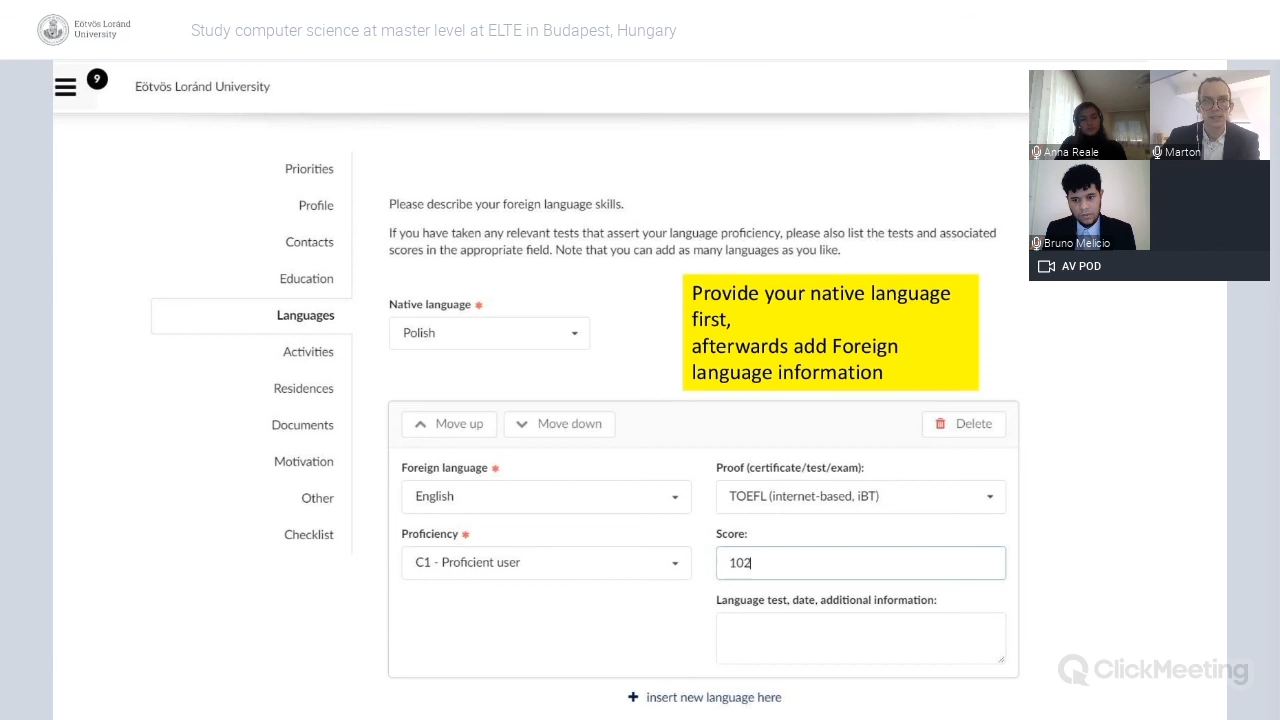 Eötvös Loránd
University
Study computer science at master level at ELTE in Budapest, Hungary
9
Eötvös Loránd University
Anna Reale
Marton
Bruno Melicio
AV POD
Priorities
Profile
Contacts
Education
Languages
Activities
Residences
Documents
Motivation
Other
Checklist
Please describe your foreign language skills.
If you have taken any relevant tests that assert your language proficiency, please also list the tests and associated
scores in the appropriate field. Note that you can add as many languages as you like.
Native language *
Polish
Provide your native language
first,
afterwards add Foreign
language information
Move up
Move down
Delete
Foreign language *
English
Proof (certificate/test/exam):
TOEFL (internet-based, iBT)
Proficiency *
C1 - Proficient user
Score:
102
Language test, date, additional information:
+ insert new language here
ClickMeeting